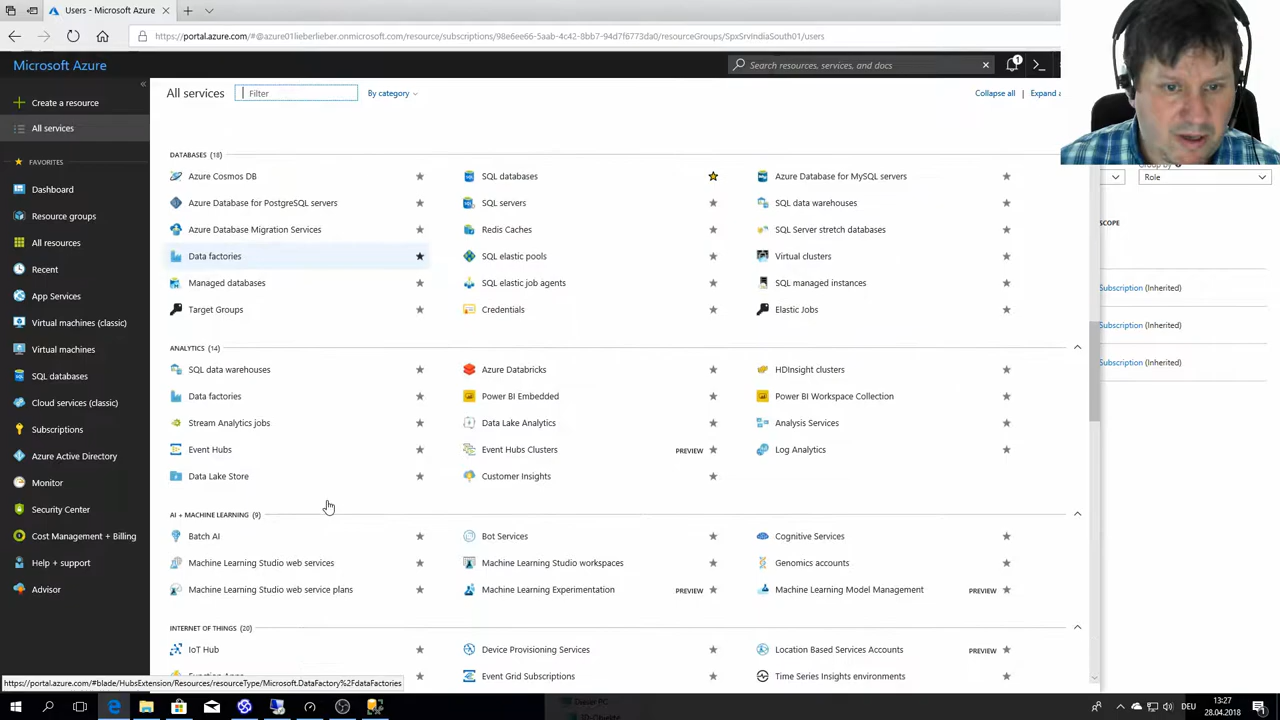 Users - Microsoft Azure
https://portal.azure.com/#@azure01lieberlieber.onmicrosoft.com/resource/subscriptions/98e6ee66-5aab-4c42-8bb7-94d7f6773da0/resourceGroups/SpxSrvIndiaSouth01/users
Microsoft Azure
Search resources, services, and docs
1
Create a resource
All services
FAVORITES
Dashboard
Resource groups
All resources
Recent
App Services
Virtual machines (classic)
Virtual machines
SQL databases
Cloud services (classic)
Subscriptions
Azure Active Directory
Monitor
Security Center
Cost Management + Billing
Help + support
Advisor
All services
Filter
By category
Collapse all
Expand a
DATABASES (18)
Azure Cosmos DB
SQL databases
Azure Database for MySQL servers
Azure Database for PostgreSQL servers
SQL servers
SQL data warehouses
Azure Database Migration Services
Redis Caches
SQL Server stretch databases
Data factories
SQL elastic pools
Virtual clusters
Managed databases
SQL elastic job agents
SQL managed instances
Target Groups
Credentials
Elastic Jobs
ANALYTICS (14)
SQL data warehouses
Azure Databricks
HDInsight clusters
Data factories
Power BI Embedded
Power BI Workspace Collection
Stream Analytics jobs
Data Lake Analytics
Analysis Services
Event Hubs
Event Hubs Clusters
PREVIEW
Log Analytics
Data Lake Store
Customer Insights
AI + MACHINE LEARNING (9)
Batch AI
Bot Services
Cognitive Services
Machine Learning Studio web services
Machine Learning Studio workspaces
Genomics accounts
Machine Learning Studio web service plans
Machine Learning Experimentation
PREVIEW
Machine Learning Model Management
PREVIEW
INTERNET OF THINGS (20)
IoT Hub
Device Provisioning Services
Location Based Services Accounts
PREVIEW
Event Grid Subscriptions
Time Series Insights environments
Role
SCOPE
Subscription (Inherited)
Subscription (Inherited)
Subscription (Inherited)
https://portal.azure.com/#blade/HubsExtension/Resources/resourceType/Microsoft.DataFactory%2FdataFactories
DEU
13:27
28.04.2018
1